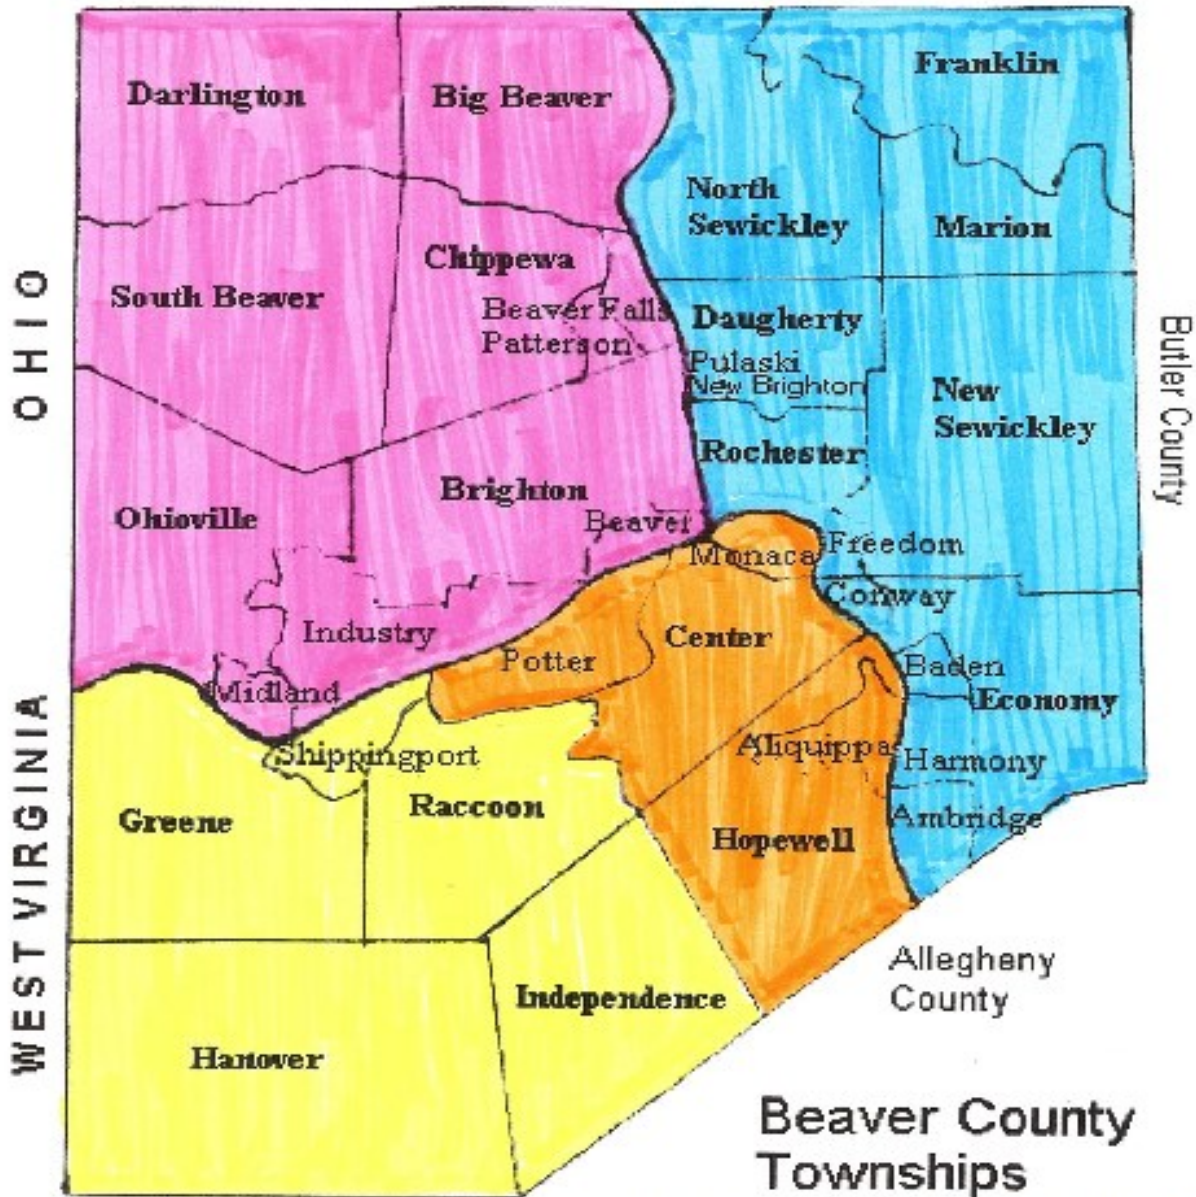 Darlington
Big Beaver
Franklin
North
Sewickley
Marion
OHIO
South Beaver
Chippewa
Beaver Falls
Patterson
Daugherty
Pulaski
New Brighton
Butler County
New
Sewickley
Rochester
Ohioville
Brighton
Beaver
Monaca
Freedom
Conway
Industry
Center
Potter
Baden
Midland
Economy
WEST VIRGINIA
Shippingport
Aliquippa
Harmony
Greene
Raccoon
Ambridge
Hopewell
Allegheny
County
Independence
Hanover
Beaver County
Townships